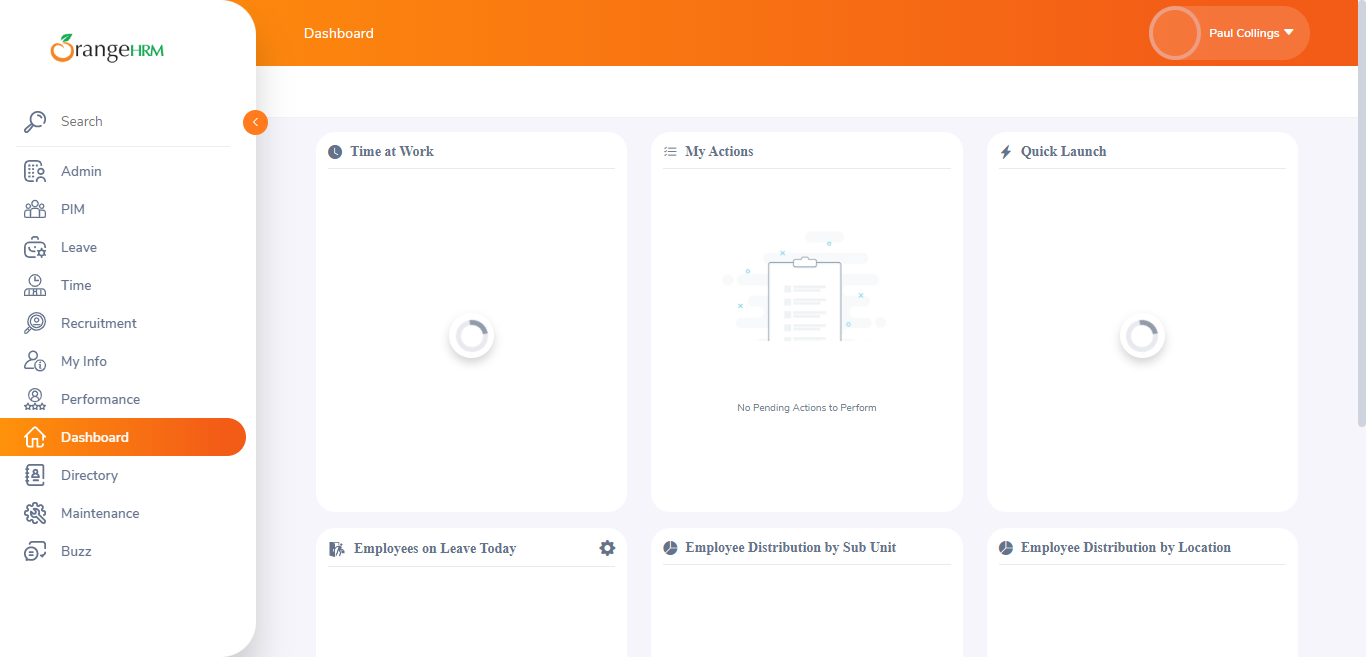 OrangeHRM
Dashboard
Paul Collings
Search
Admin
PIM
Leave
Time
Recruitment
My Info
Performance
Dashboard
Directory
Maintenance
Buzz
Time at Work
My Actions
No Pending Actions to Perform
Quick Launch
Employees on Leave Today
Employee Distribution by Sub Unit
Employee Distribution by Location